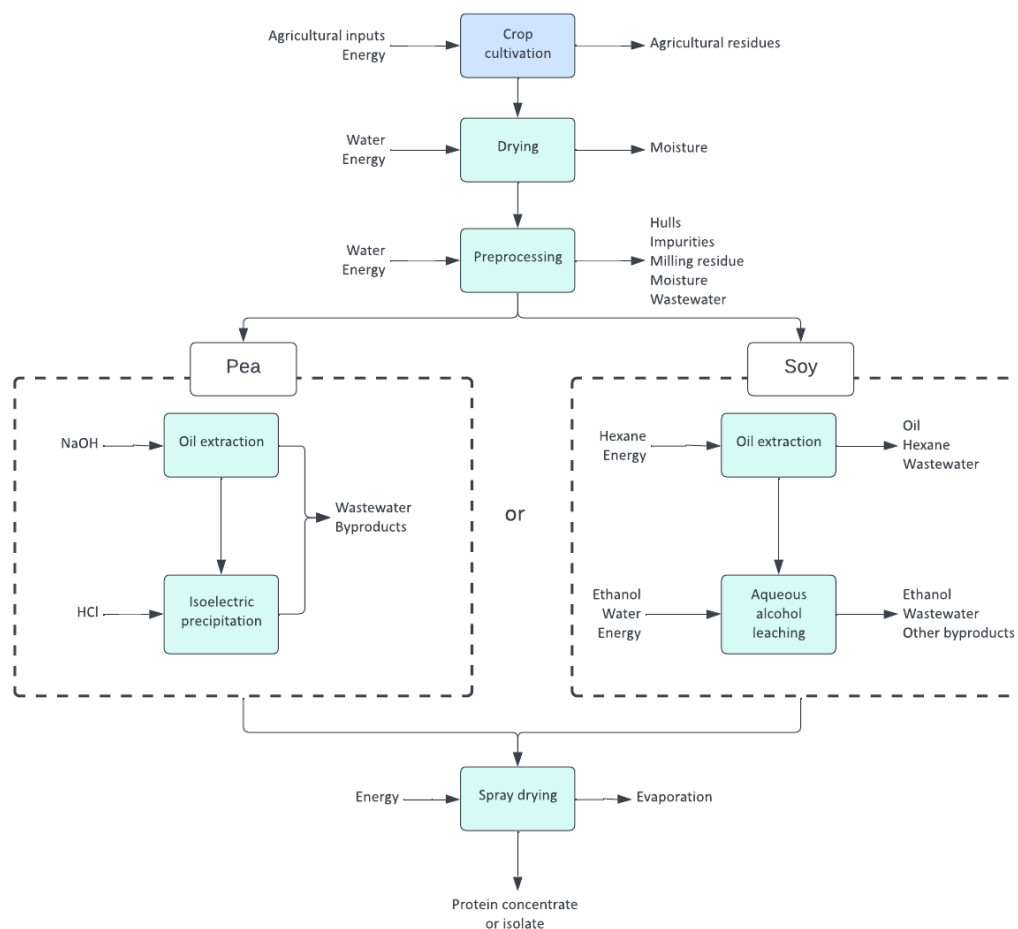 Agricultural inputs
Energy
Crop
cultivation
Agricultural residues
Water
Energy
Drying
Moisture
Water
Energy
Preprocessing
Hulls
Impurities
Milling residue
Moisture
Wastewater
Pea
Soy
NaOH
Oil extraction
Wastewater
Byproducts
HCl
Isoelectric
precipitation
or
Hexane
Energy
Oil extraction
Oil
Hexane
Wastewater
Ethanol
Water
Energy
Aqueous
alcohol
leaching
Ethanol
Wastewater
Other byproducts
Energy
Spray drying
Evaporation
Protein concentrate
or isolate